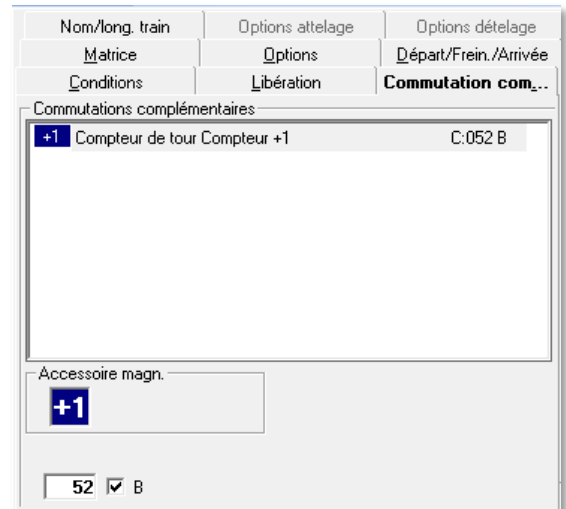 Nom/long. train Options attelage Options dételage
Matrice Options Départ/Frein./Arrivée
Conditions Libération Commutation com...
Commutations complémentaires
+1 Compteur de tour Compteur +1 C:052 B
Accessoire magn.
+1
52 B